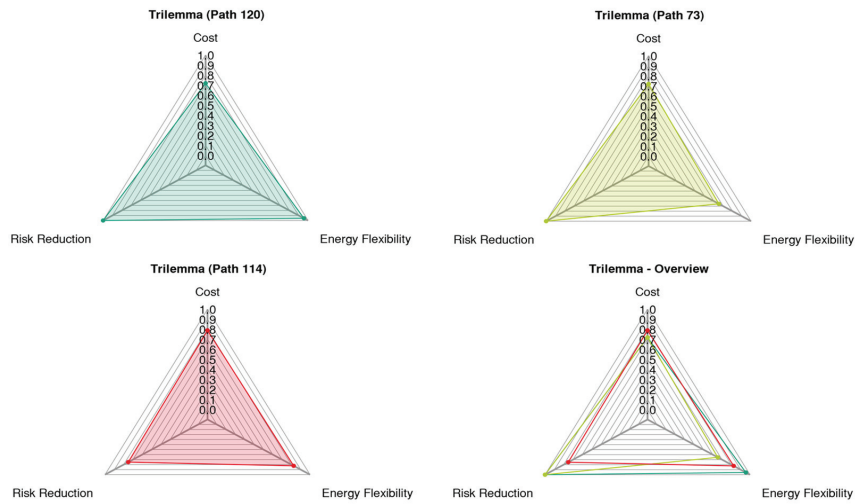 Trilemma (Path 120)
Cost
1.0
0.9
0.8
0.7
0.6
0.5
0.4
0.3
0.2
0.1
0.0
Risk Reduction
Energy Flexibility
Trilemma (Path 73)
Cost
1.0
0.9
0.8
0.7
0.6
0.5
0.4
0.3
0.2
0.1
0.0
Risk Reduction
Energy Flexibility
Trilemma (Path 114)
Cost
1.0
0.9
0.8
0.7
0.6
0.5
0.4
0.3
0.2
0.1
0.0
Risk Reduction
Energy Flexibility
Trilemma - Overview
Cost
1.0
0.9
0.8
0.7
0.6
0.5
0.4
0.3
0.2
0.1
0.0
Risk Reduction
Energy Flexibility